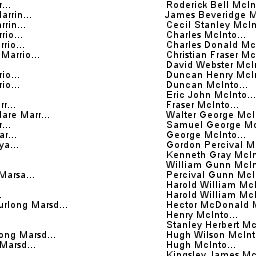 r... Roderick Bell McIn
Marrin... James Beveridge M
rrin... Cecil Stanley McIn
rrio... Charles McInto...
rrio... Charles Donald Mc
Marrio... Christian Fraser Mc
David Webster McIn
rio... Duncan Henry McIn
rio... Duncan McInto...
Eric John McInto...
rr... Fraser McInto...
lare Marr... Walter George McI
r... Samuel George Mc
ar... George McInto...
ya... Gordon Percival M
Kenneth Gray McIn
William Gunn McIn
Marsa... Percival Gunn McI
Harold William McI
. Harold William McI
urlong Marsd... Hector McDonald M
Henry McInto...
Stanley Herbert Mc
ong Marsd... Hugh Wilson McInt
Marsd... Hugh McInto...
Kingsley James Mc